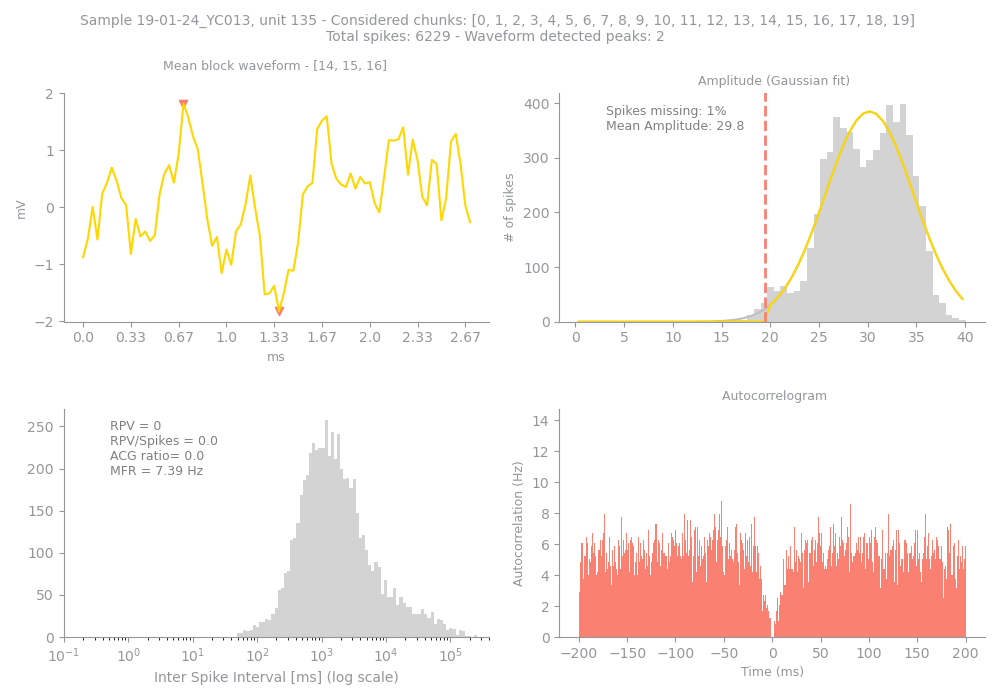 Sample 19-01-24_YC013, unit 135 - Considered chunks: [0, 1, 2, 3, 4, 5, 6, 7, 8, 9, 10, 11, 12, 13, 14, 15, 16, 17, 18, 19]
Total spikes: 6229 - Waveform detected peaks: 2
Mean block waveform - [14, 15, 16]
2
1
0
−1
−2
mV
0.0 0.33 0.67 1.0 1.33 1.67 2.0 2.33 2.67
ms
Amplitude (Gaussian fit)
Spikes missing: 1%
Mean Amplitude: 29.8
400
300
200
100
0
# of spikes
0 5 10 15 20 25 30 35 40
RPV = 0
RPV/Spikes = 0.0
ACG ratio= 0.0
MFR = 7.39 Hz
250
200
150
100
50
0
10⁻¹ 10⁰ 10¹ 10² 10³ 10⁴ 10⁵
Inter Spike Interval [ms] (log scale)
Autocorrelogram
14
12
10
8
6
4
2
0
Autocorrelation (Hz)
−200 −150 −100 −50 0 50 100 150 200
Time (ms)